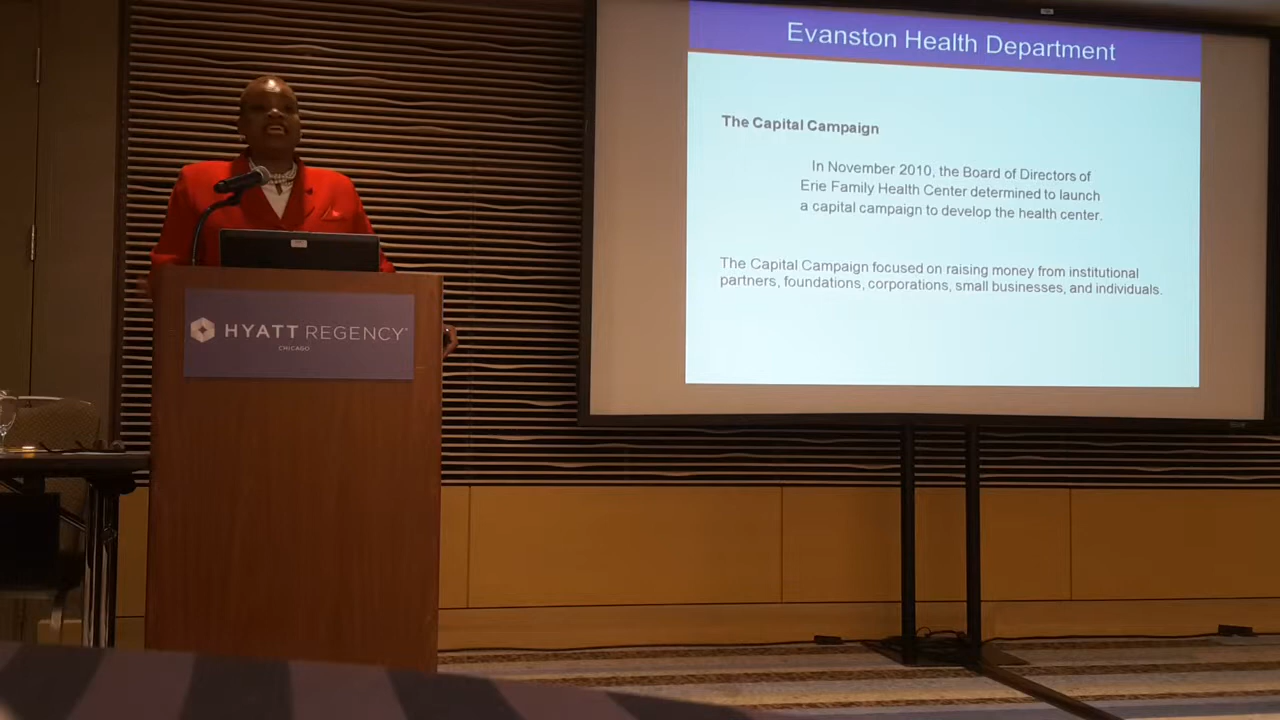 Evanston Health Department
The Capital Campaign
In November 2010, the Board of Directors of
Erie Family Health Center determined to launch
a capital campaign to develop the health center.
The Capital Campaign focused on raising money from institutional
partners, foundations, corporations, small businesses, and individuals.
HYATT REGENCY
CHICAGO